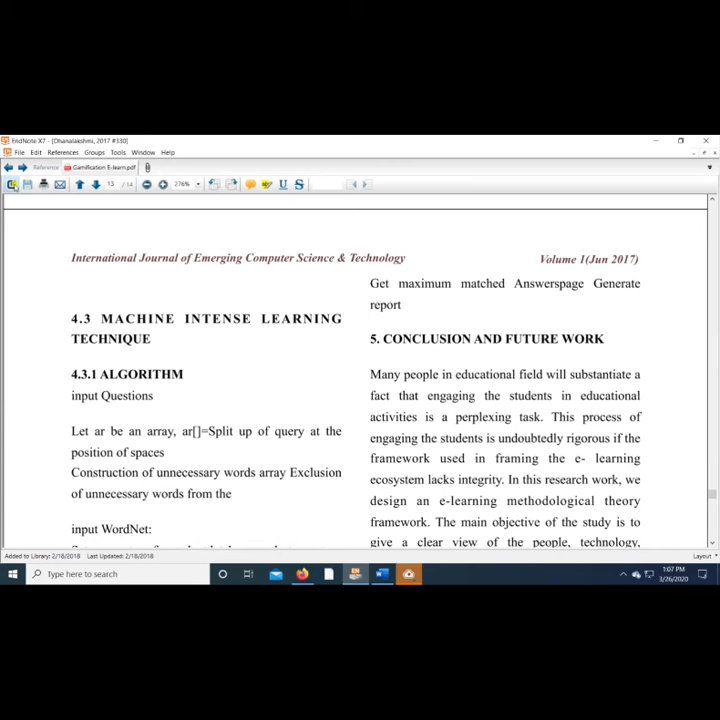 EndNote X7 - [Dhanalakshmi, 2017 #330]
File Edit References Groups Tools Window Help
Reference Gamification E-learn.pdf
13 / 14 276%
International Journal of Emerging Computer Science & Technology Volume 1(Jun 2017)
4.3 MACHINE INTENSE LEARNING
TECHNIQUE
4.3.1 ALGORITHM
input Questions
Let ar be an array, ar[]=Split up of query at the
position of spaces
Construction of unnecessary words array Exclusion
of unnecessary words from the
input WordNet:
Get maximum matched Answerspage Generate
report
5. CONCLUSION AND FUTURE WORK
Many people in educational field will substantiate a
fact that engaging the students in educational
activities is a perplexing task. This process of
engaging the students is undoubtedly rigorous if the
framework used in framing the e- learning
ecosystem lacks integrity. In this research work, we
design an e-learning methodological theory
framework. The main objective of the study is to
give a clear view of the people, technology,
Added to Library: 2/18/2018 Last Updated: 2/18/2018 Layout
Type here to search
1:07 PM
3/26/2020